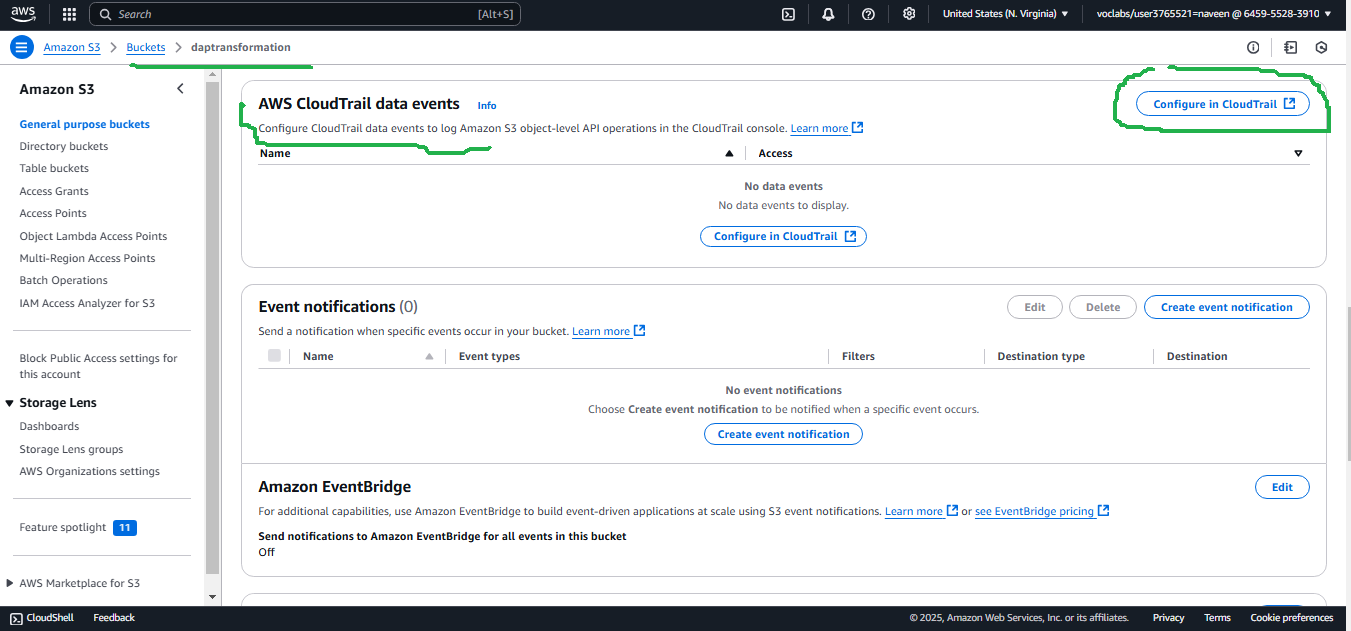 aws Search [Alt+S] United States (N. Virginia) voclabs/user3765521=naveen @ 6459-5528-3910
Amazon S3 > Buckets > daptransformation
Amazon S3
General purpose buckets
Directory buckets
Table buckets
Access Grants
Access Points
Object Lambda Access Points
Multi-Region Access Points
Batch Operations
IAM Access Analyzer for S3
Block Public Access settings for
this account
Storage Lens
Dashboards
Storage Lens groups
AWS Organizations settings
Feature spotlight 11
AWS Marketplace for S3
AWS CloudTrail data events Info Configure in CloudTrail
Configure CloudTrail data events to log Amazon S3 object-level API operations in the CloudTrail console. Learn more
Name Access
No data events
No data events to display.
Configure in CloudTrail
Event notifications (0) Edit Delete Create event notification
Send a notification when specific events occur in your bucket. Learn more
Name Event types Filters Destination type Destination
No event notifications
Choose Create event notification to be notified when a specific event occurs.
Create event notification
Amazon EventBridge Edit
For additional capabilities, use Amazon EventBridge to build event-driven applications at scale using S3 event notifications. Learn more or see EventBridge pricing
Send notifications to Amazon EventBridge for all events in this bucket
Off
CloudShell Feedback © 2025, Amazon Web Services, Inc. or its affiliates. Privacy Terms Cookie preferences